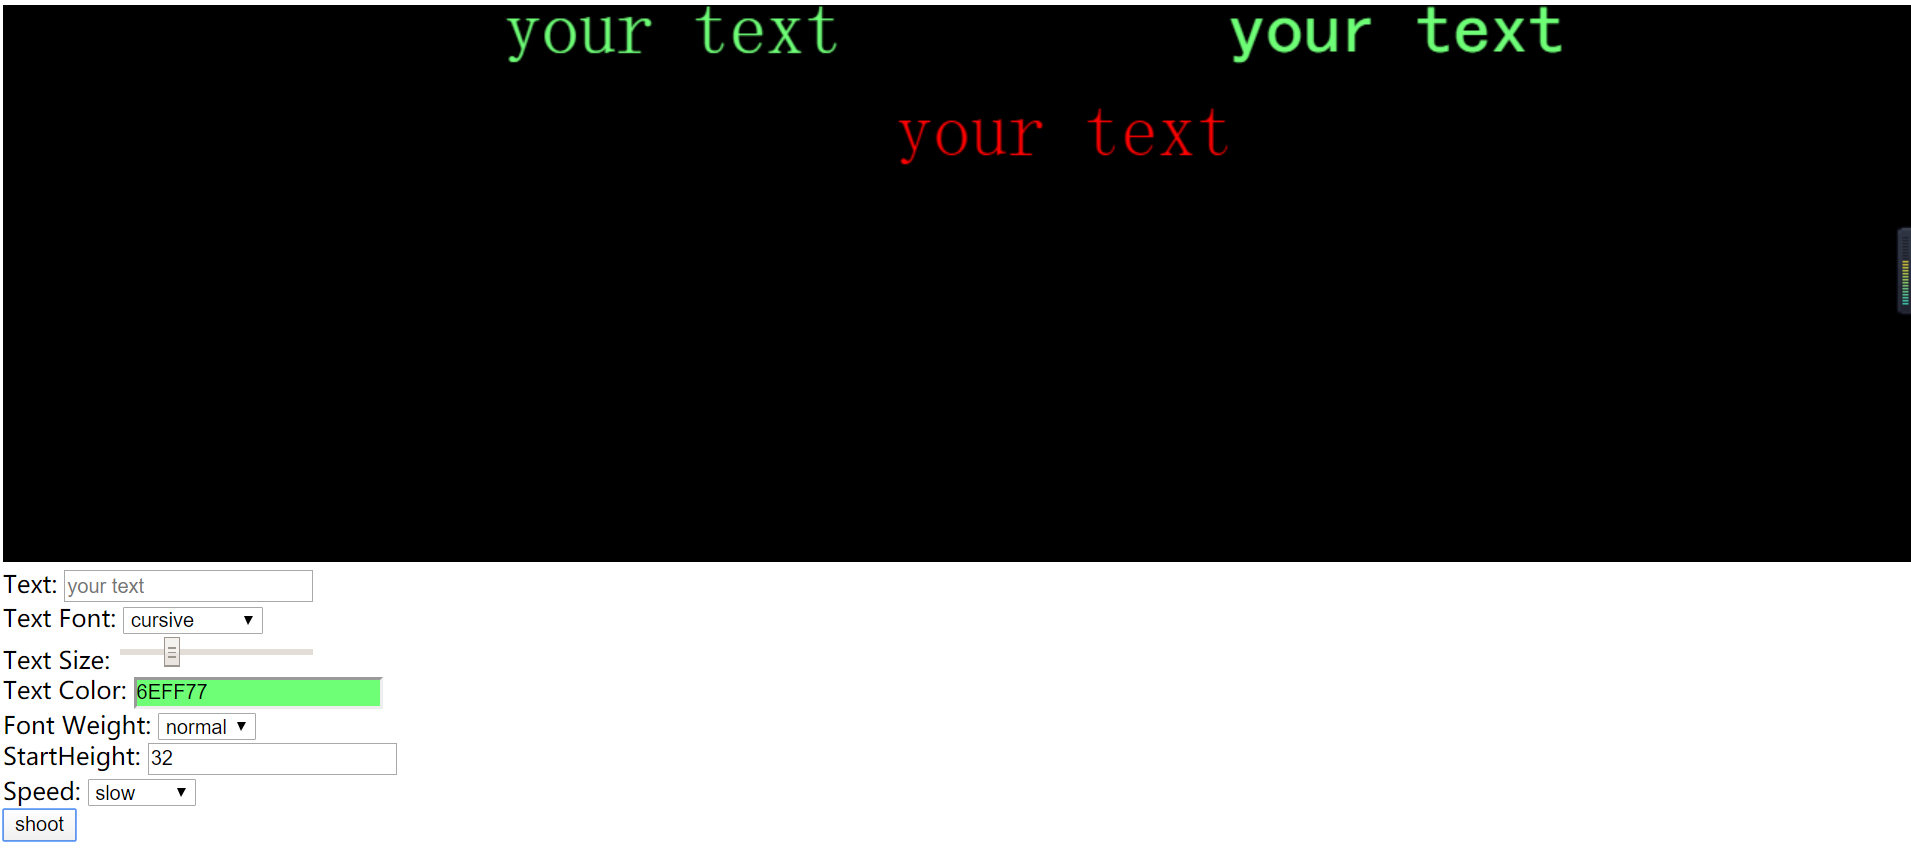 your text your text
your text
Text: your text
Text Font: cursive
Text Size:
Text Color: 6EFF77
Font Weight: normal
StartHeight: 32
Speed: slow
shoot